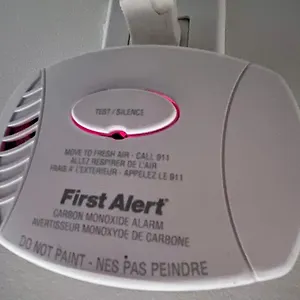 TEST / SILENCE
MOVE TO FRESH AIR - CALL 911
ALLEZ RESPIRER DE L'AIR
FRAIS À L'EXTERIEUR - APPELEZ LE 911
First Alert®
CARBON MONOXIDE ALARM
AVERTISSEUR MONOXYDE DE CARBONE
DO NOT PAINT - NES PAS PEINDRE